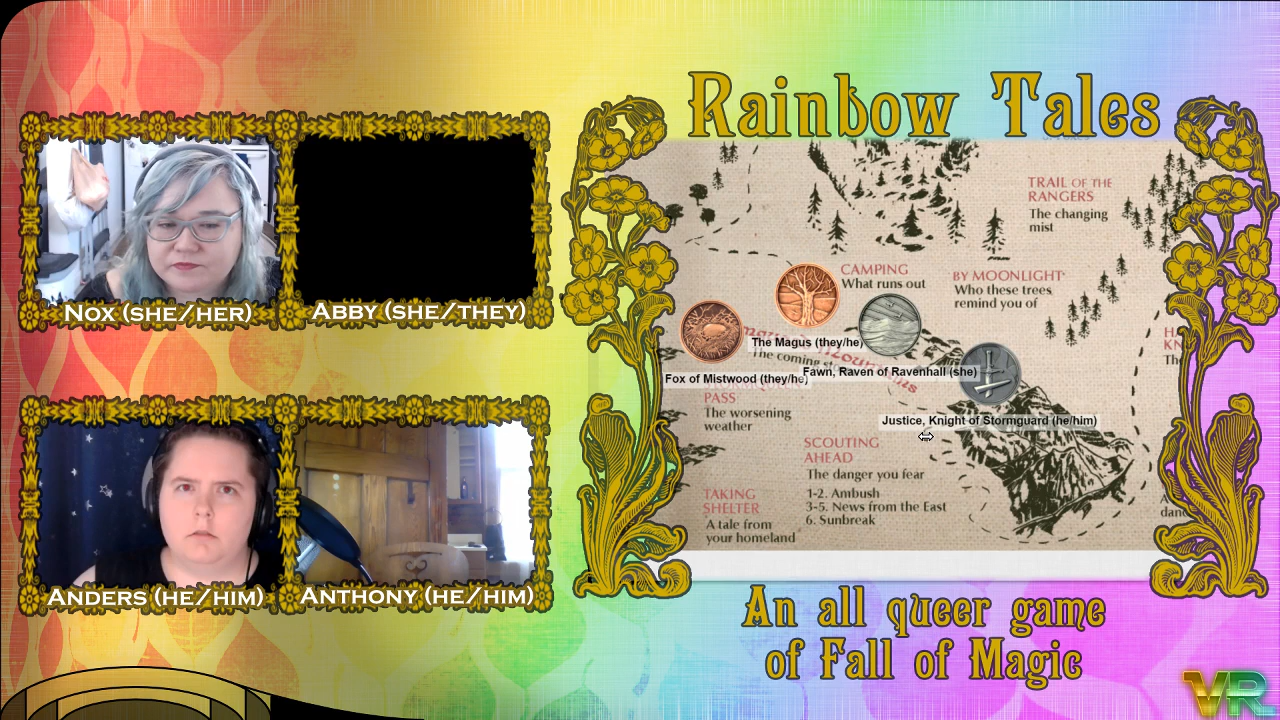 Rainbow Tales
NOX (SHE/HER)
ABBY (SHE/THEY)
ANDERS (HE/HIM)
ANTHONY (HE/HIM)
TRAIL OF THE
RANGERS
The changing
mist
CAMPING
What runs out
BY MOONLIGHT
Who these trees
remind you of
The Magus (they/he)
The coming
Fox of Mistwood (they/he)
Fawn, Raven of Ravenhall (she)
Justice, Knight of Stormguard (he/him)
PASS
The worsening
weather
SCOUTING
AHEAD
The danger you fear
1-2. Ambush
3-5. News from the East
6. Sunbreak
TAKING
SHELTER
A tale from
your homeland
An all queer game
of Fall of Magic
VR